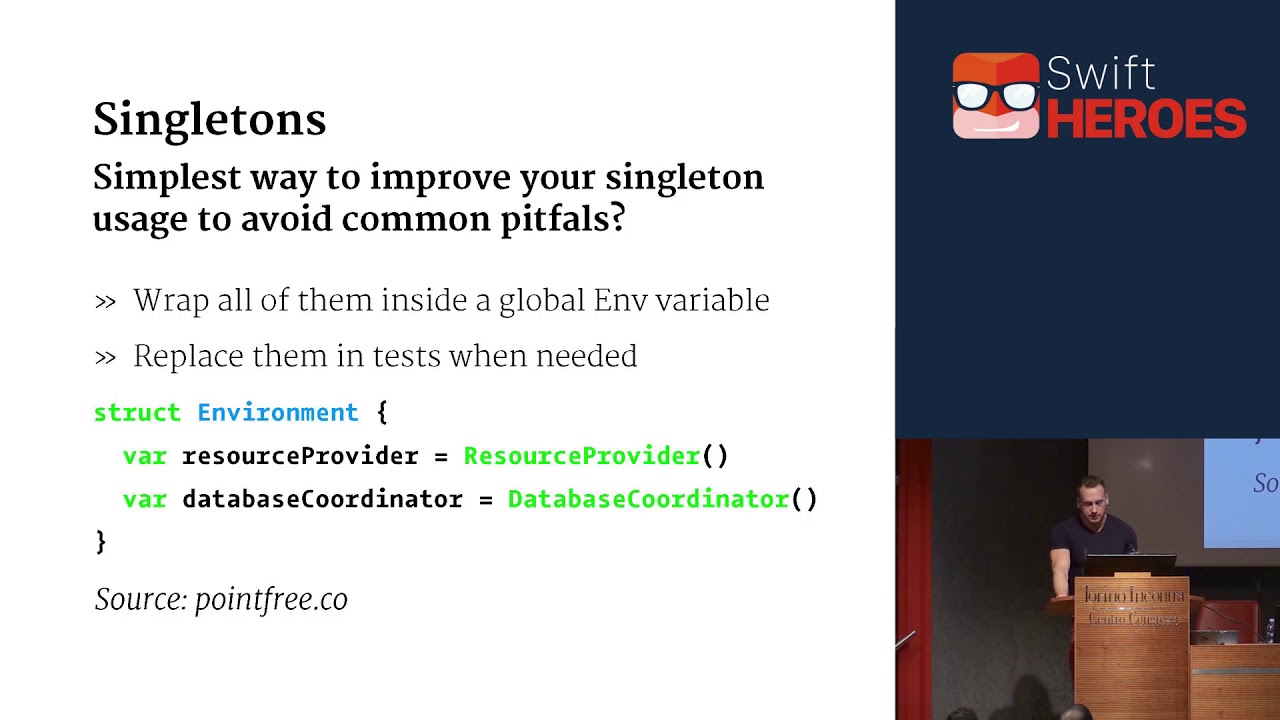 Singletons
Simplest way to improve your singleton
usage to avoid common pitfals?
» Wrap all of them inside a global Env variable
» Replace them in tests when needed
struct Environment {
var resourceProvider = ResourceProvider()
var databaseCoordinator = DatabaseCoordinator()
}
Source: pointfree.co
Swift
HEROES
So
Torino Incontra
Centro Congressi